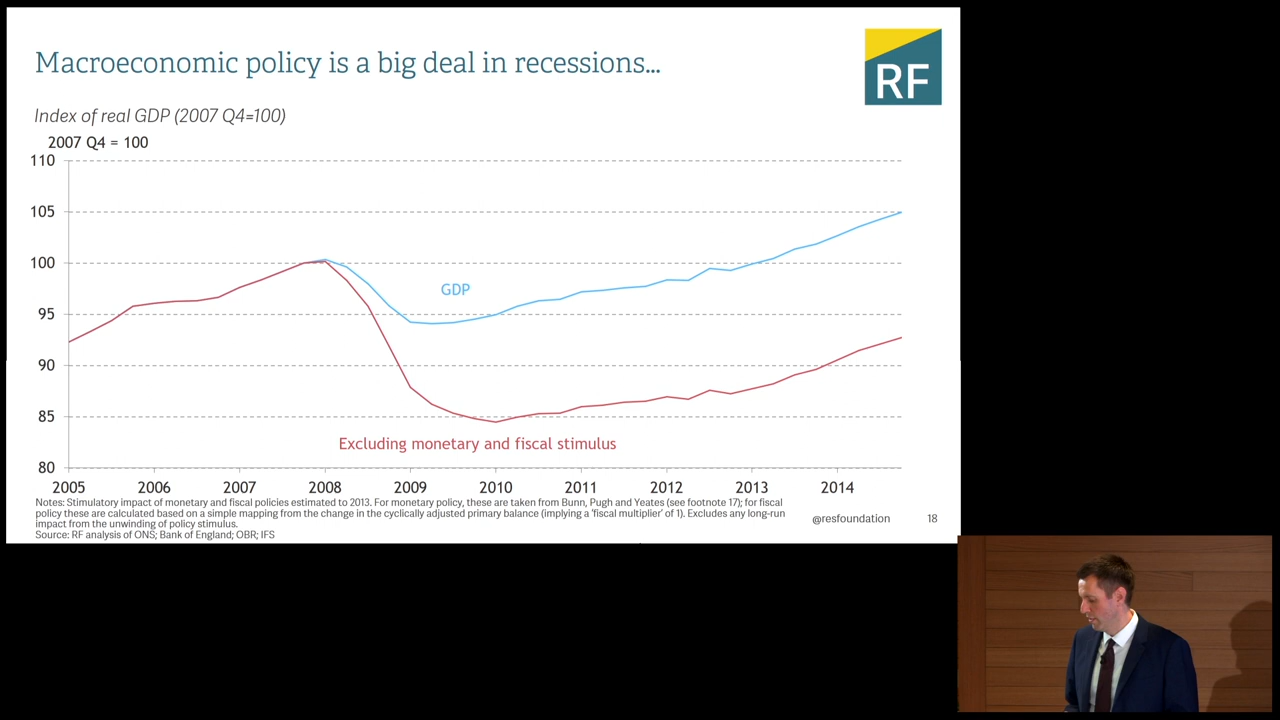 Macroeconomic policy is a big deal in recessions...
RF
Index of real GDP (2007 Q4=100)
2007 Q4 = 100
110
105
100
95
90
85
80
GDP
Excluding monetary and fiscal stimulus
2005 2006 2007 2008 2009 2010 2011 2012 2013 2014
Notes: Stimulatory impact of monetary and fiscal policies estimated to 2013. For monetary policy, these are taken from Bunn, Pugh and Yeates (see footnote 17); for fiscal
policy these are calculated based on a simple mapping from the change in the cyclically adjusted primary balance (implying a 'fiscal multiplier' of 1). Excludes any long-run
impact from the unwinding of policy stimulus.
Source: RF analysis of ONS; Bank of England; OBR; IFS
@resfoundation 18